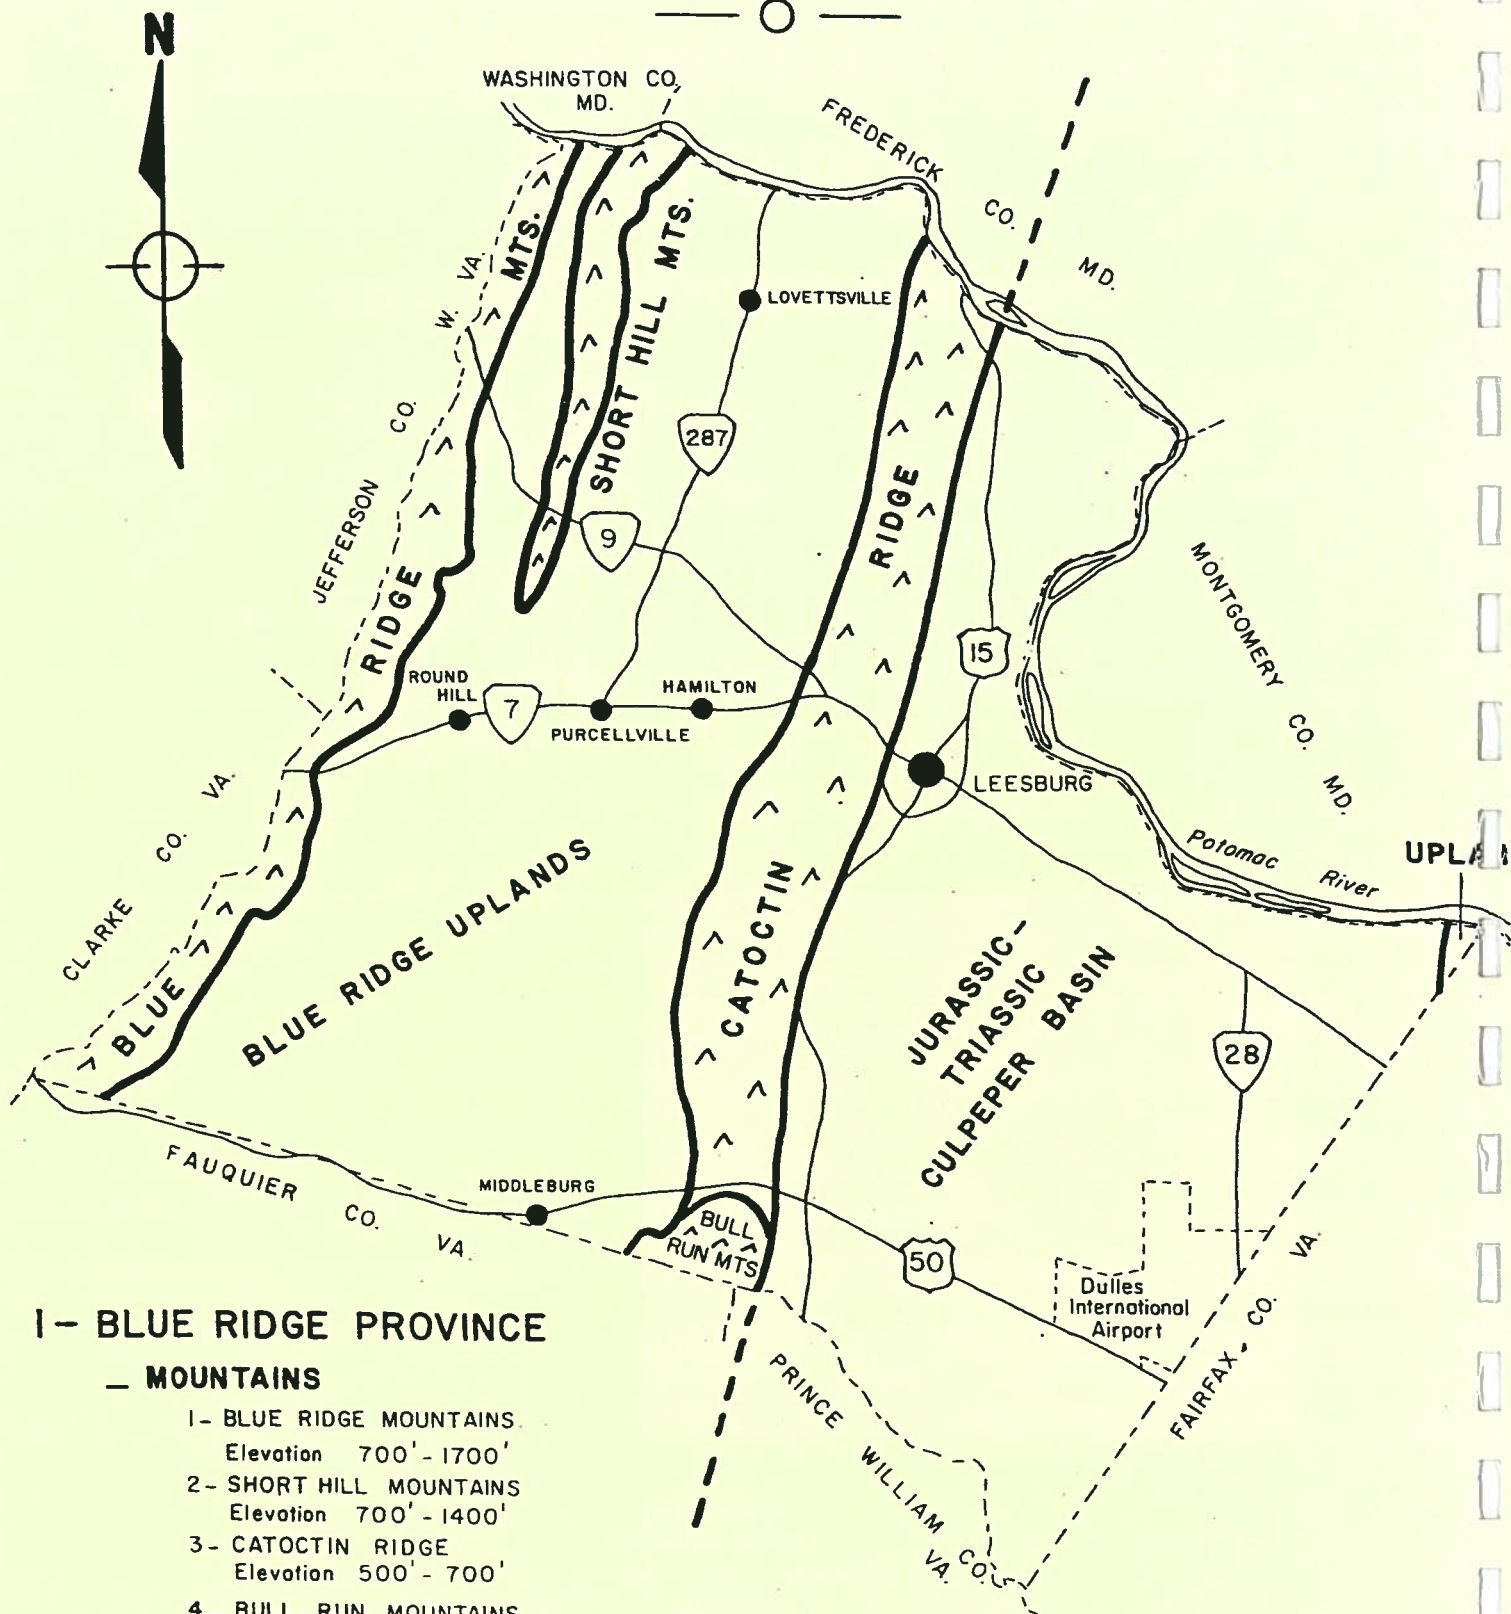 N
WASHINGTON CO.
MD.
FREDERICK
CO.
MD.
W. VA.
MTS.
SHORT HILL MTS.
LOVETTSVILLE
287
JEFFERSON
CO.
RIDGE
9
RIDGE
MONTGOMERY
CO. MD.
15
ROUND
HILL
7
PURCELLVILLE
HAMILTON
LEESBURG
CLARKE
CO.
VA.
BLUE
BLUE RIDGE UPLANDS
CATOCTIN
Potomac River
JURASSIC-
TRIASSIC
CULPEPER BASIN
28
FAUQUIER
CO.
VA.
MIDDLEBURG
BULL
RUN MTS
50
Dulles
International
Airport
FAIRFAX CO. VA.
PRINCE
WILLIAM
CO.
VA.
I- BLUE RIDGE PROVINCE
_ MOUNTAINS
1- BLUE RIDGE MOUNTAINS
Elevation 700' - 1700'
2- SHORT HILL MOUNTAINS
Elevation 700' - 1400'
3- CATOCTIN RIDGE
Elevation 500' - 700'
4 BULL RUN MOUNTAINS